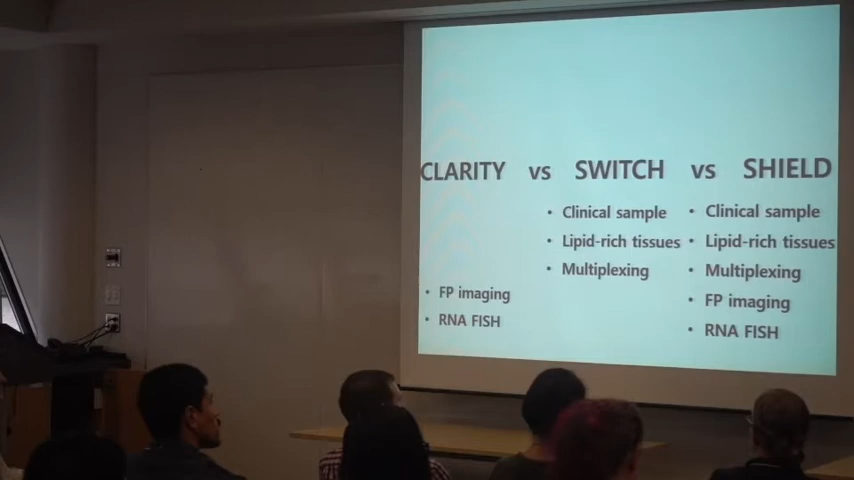 CLARITY vs SWITCH vs SHIELD
• Clinical sample
• Lipid-rich tissues
• Multiplexing
• Clinical sample
• Lipid-rich tissues
• Multiplexing
• FP imaging
• RNA FISH
• FP imaging
• RNA FISH